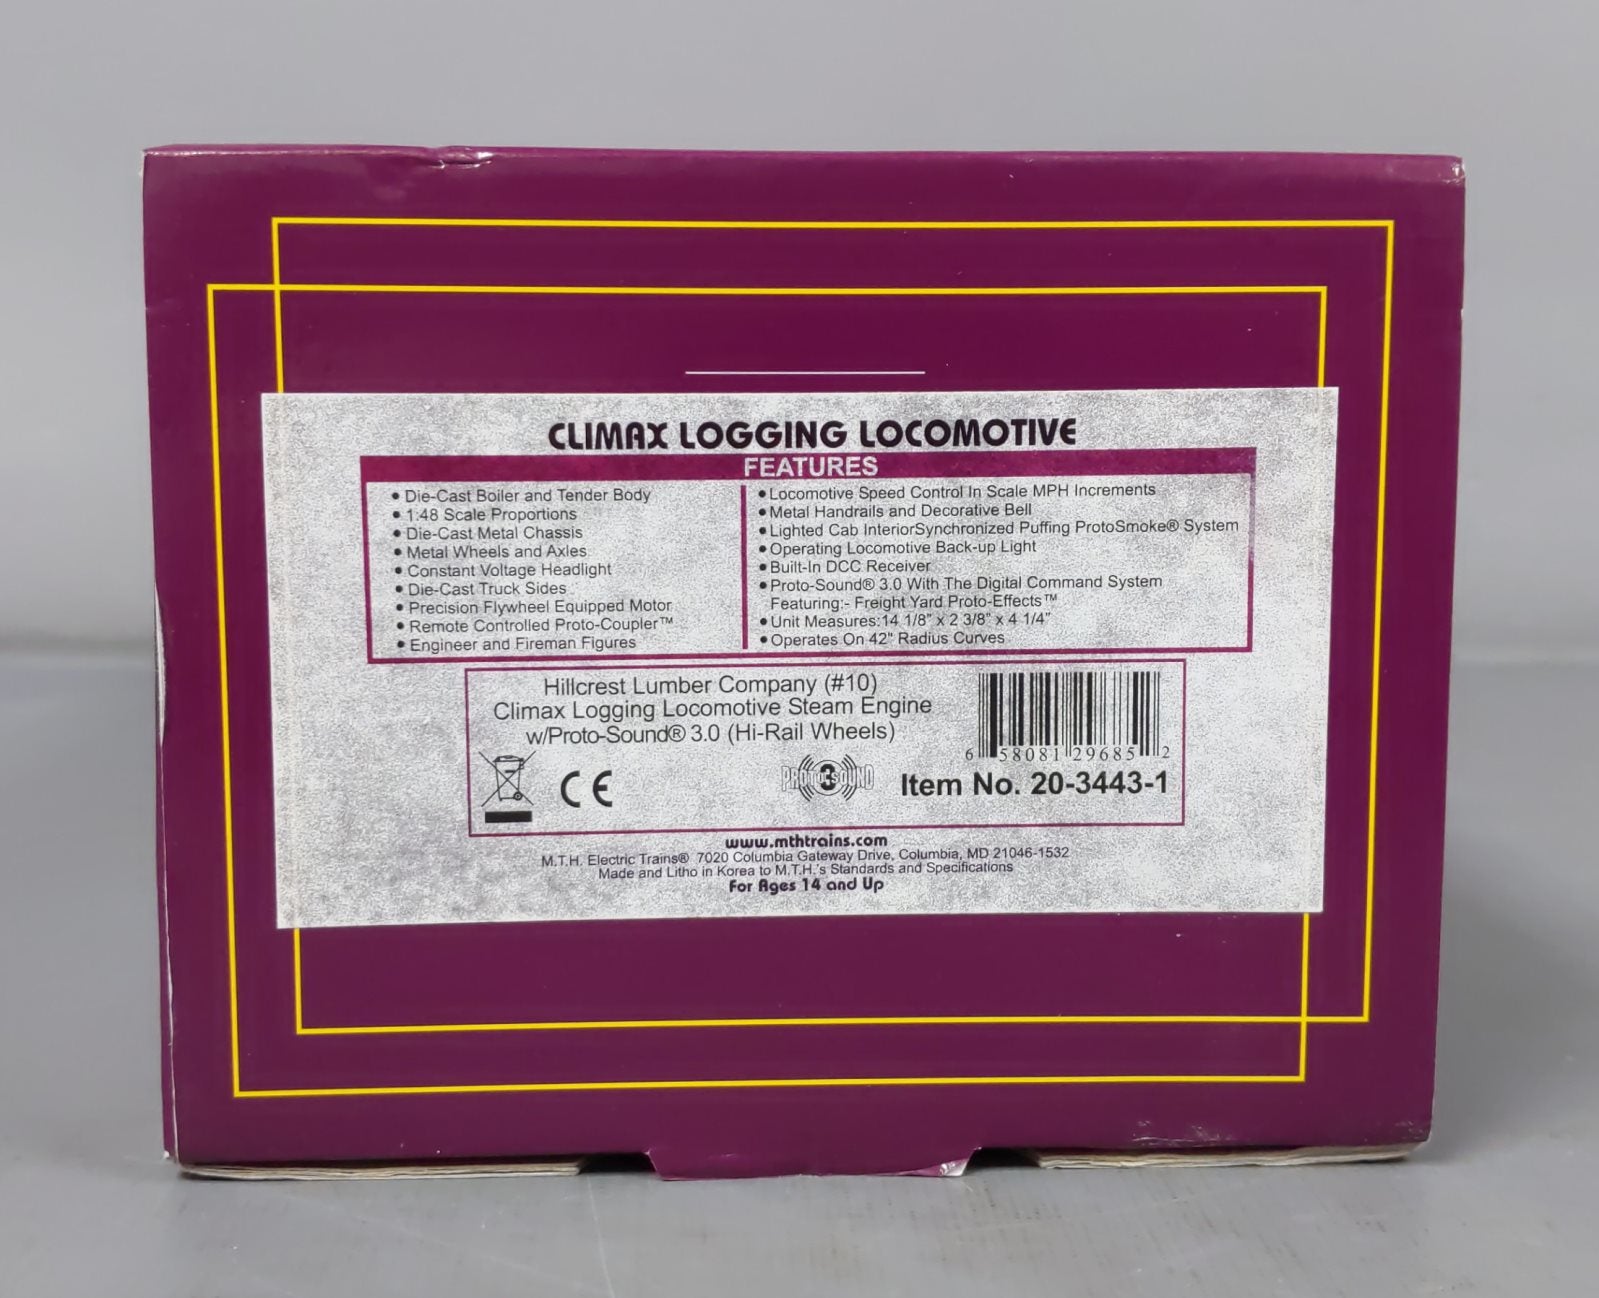 CLIMAX LOGGING LOCOMOTIVE
FEATURES
• Die-Cast Boiler and Tender Body
• 1:48 Scale Proportions
• Die-Cast Metal Chassis
• Metal Wheels and Axles
• Constant Voltage Headlight
• Die-Cast Truck Sides
• Precision Flywheel Equipped Motor
• Remote Controlled Proto-Coupler™
• Engineer and Fireman Figures
• Locomotive Speed Control In Scale MPH Increments
• Metal Handrails and Decorative Bell
• Lighted Cab InteriorSynchronized Puffing ProtoSmoke® System
• Operating Locomotive Back-up Light
• Built-In DCC Receiver
• Proto-Sound® 3.0 With The Digital Command System
Featuring:- Freight Yard Proto-Effects™
• Unit Measures:14 1/8" x 2 3/8" x 4 1/4"
• Operates On 42" Radius Curves
Hillcrest Lumber Company (#10)
Climax Logging Locomotive Steam Engine
w/Proto-Sound® 3.0 (Hi-Rail Wheels)
6 58081 29685 2
CE
PROTO SOUND 3
Item No. 20-3443-1
www.mthtrains.com
M.T.H. Electric Trains® 7020 Columbia Gateway Drive, Columbia, MD 21046-1532
Made and Litho in Korea to M.T.H.'s Standards and Specifications
For Ages 14 and Up